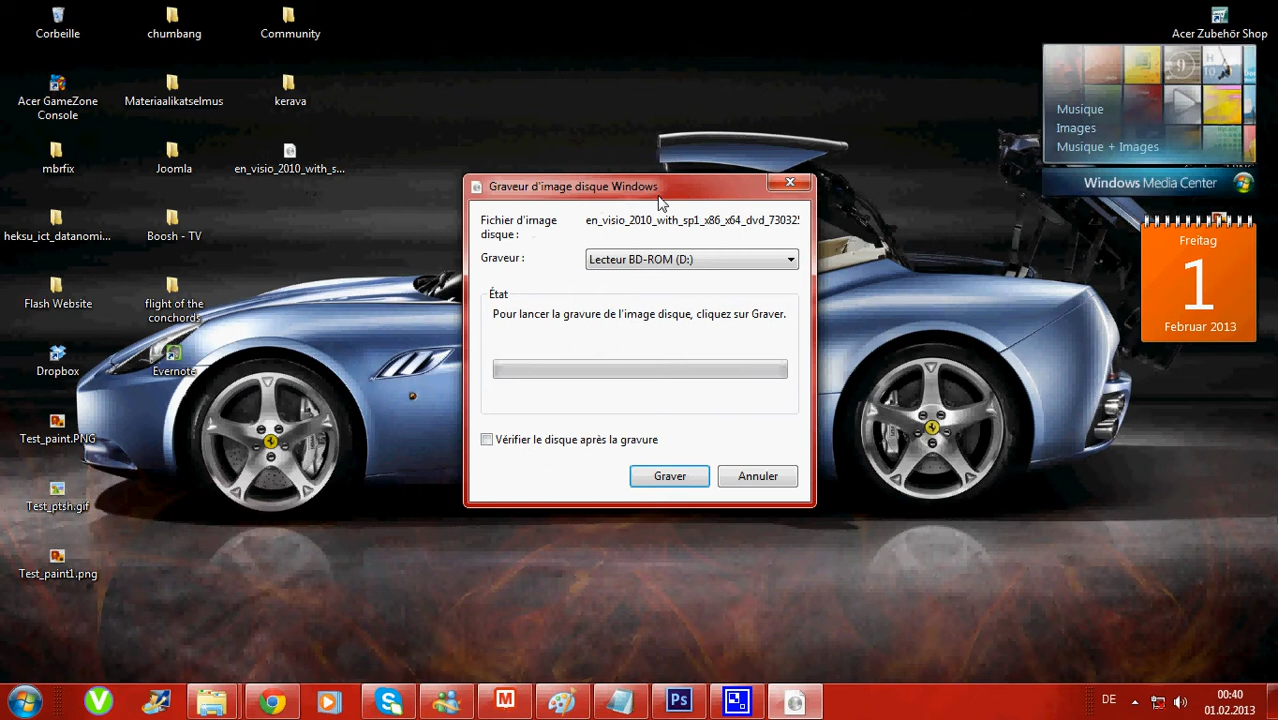 Corbeille
chumbang
Community
Acer Zubehör Shop
Acer GameZone
Console
Materiaalikatselmus
kerava
Musique
Images
Musique + Images
Windows Media Center
mbrfix
Joomla
en_visio_2010_with_s...
Graveur d'image disque Windows
Fichier d'image
disque :
en_visio_2010_with_sp1_x86_x64_dvd_73032
Graveur :
Lecteur BD-ROM (D:)
État
Pour lancer la gravure de l'image disque, cliquez sur Graver.
Vérifier le disque après la gravure
Graver
Annuler
heksu_ict_datanomi...
Boosh - TV
Freitag
1
Februar 2013
Flash Website
flight of the
conchords
Dropbox
Evernote
Test_paint.PNG
Test_ptsh.gif
Test_paint1.png
Ps
DE
00:40
01.02.2013